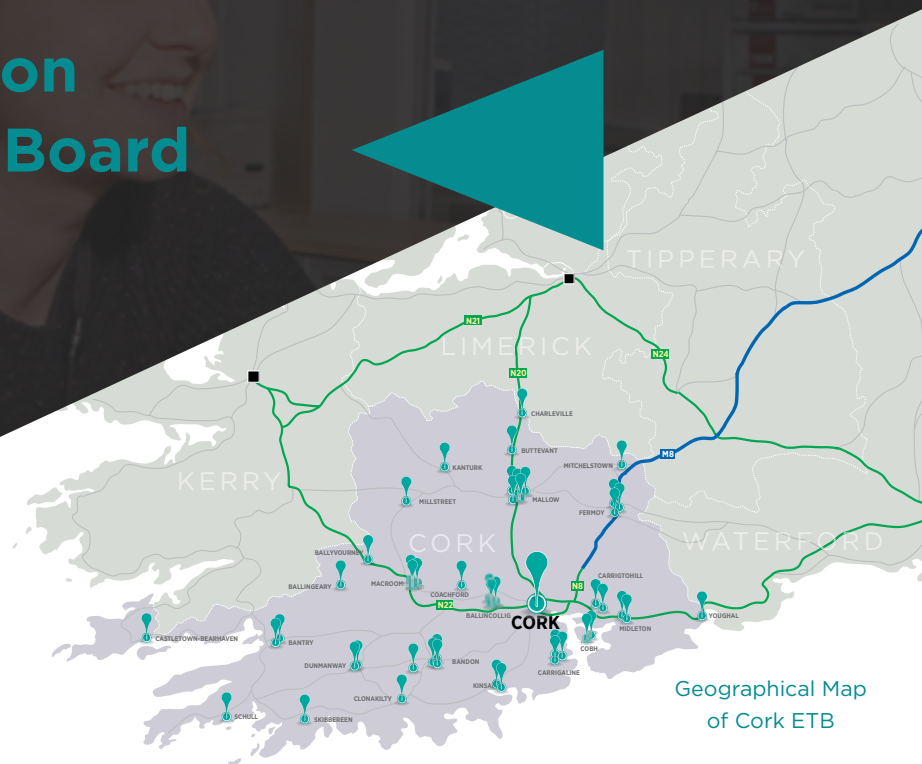 on
Board
TIPPERARY
N21
LIMERICK
N24
N20
CHARLEVILLE
BUTTEVANT
M8
KANTURK
MITCHELSTOWN
KERRY
MILLSTREET
MALLOW
FERMOY
CORK
WATERFORD
BALLYVOURNEY
CARRIGTOHILL
BALLINGEARY
MACROOM
N8
COACHFORD
N22
BALLINCOLLIG
YOUGHAL
CORK
MIDLETON
CASTLETOWN-BEARHAVEN
BANTRY
COBH
DUNMANWAY
BANDON
CARRIGALINE
KINSA
CLONAKILTY
SCHULL
SKIBBEREEN
Geographical Map
of Cork ETB